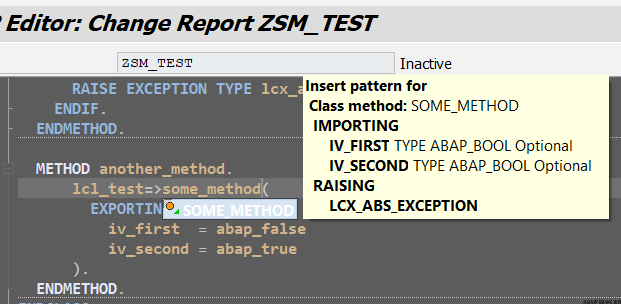 Editor: Change Report ZSM_TEST
ZSM_TEST
Inactive
RAISE EXCEPTION TYPE
ENDIF.
ENDMETHOD.
METHOD another_method.
lcl_test=>some_method(
SOME_METHOD
iv_first = abap_false
iv_second = abap_true
).
ENDMETHOD.
Insert pattern for
Class method: SOME_METHOD
IMPORTING
IV_FIRST TYPE ABAP_BOOL Optional
IV_SECOND TYPE ABAP_BOOL Optional
RAISING
LCX_ABS_EXCEPTION